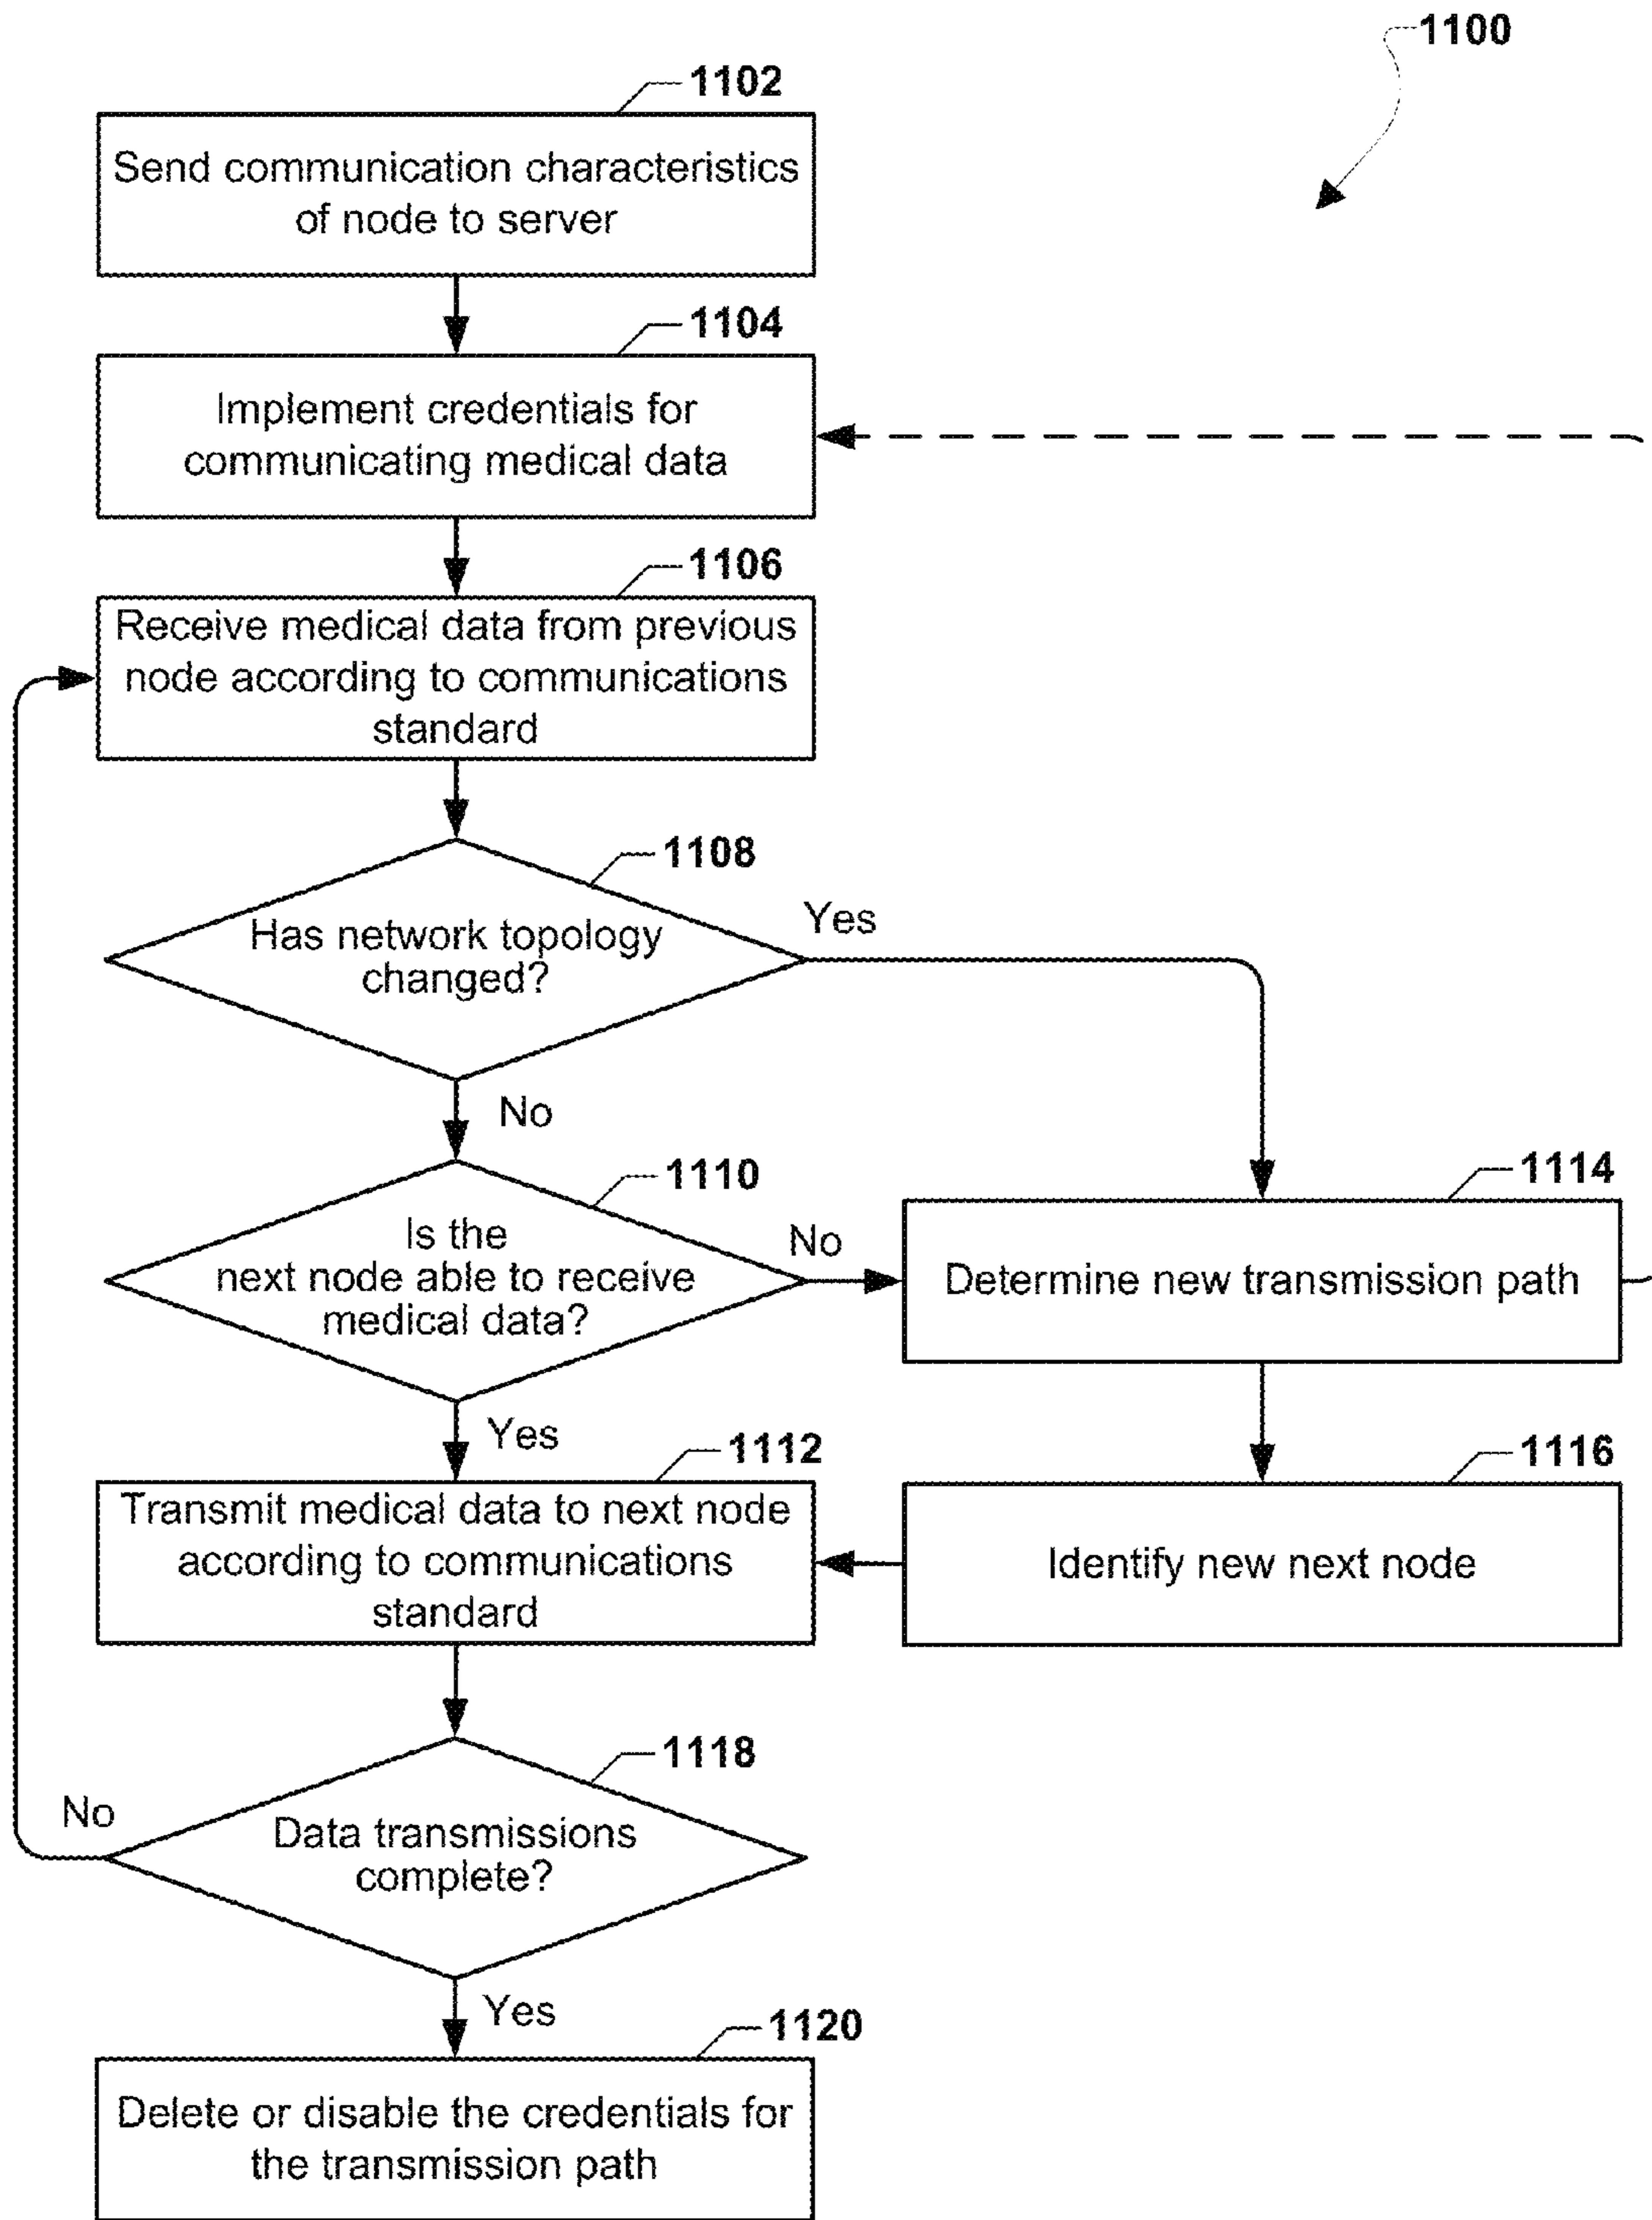 1100
1102
Send communication characteristics
of node to server
1104
Implement credentials for
communicating medical data
1106
Receive medical data from previous
node according to communications
standard
1108
Has network topology
changed?
Yes
No
1110
Is the
next node able to receive
medical data?
No
1114
Determine new transmission path
Yes
1112
Transmit medical data to next node
according to communications
standard
1116
Identify new next node
1118
Data transmissions
complete?
No
Yes
1120
Delete or disable the credentials for
the transmission path